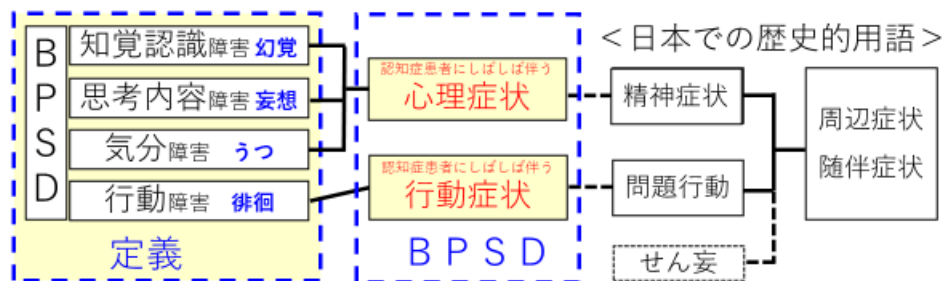 BPSD
知覚認識障害 幻覚
思考内容障害 妄想
気分障害 うつ
行動障害 徘徊
定義
認知症患者にしばしば伴う
心理症状
認知症患者にしばしば伴う
行動症状
BPSD
＜日本での歴史的用語＞
精神症状
問題行動
せん妄
周辺症状
随伴症状